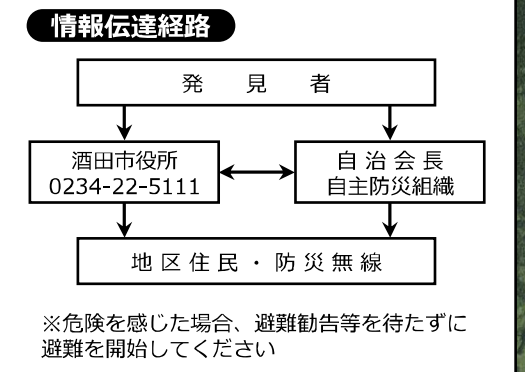 情報伝達経路
発見者
酒田市役所
0234-22-5111
自治会長
自主防災組織
地区住民・防災無線
※危険を感じた場合、避難勧告等を待たずに
避難を開始してください